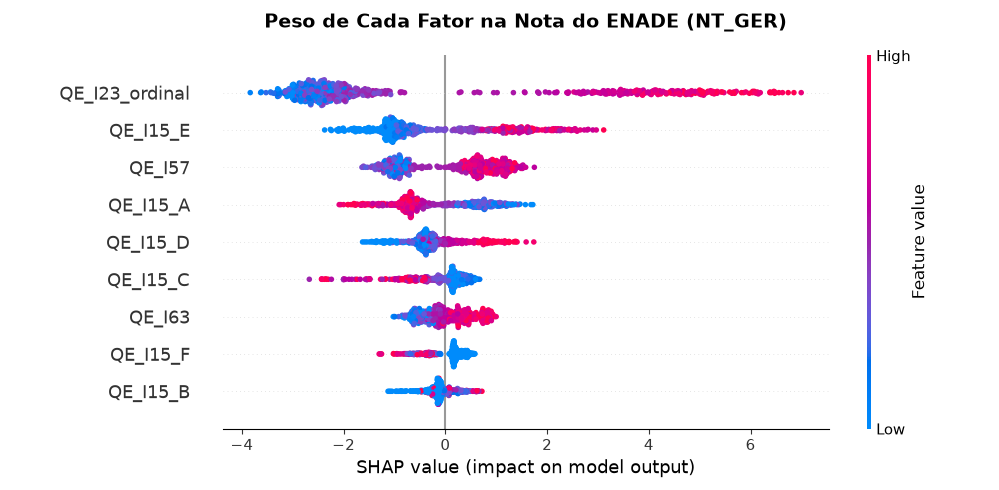 Peso de Cada Fator na Nota do ENADE (NT_GER)
High
QE_I23_ordinal
QE_I15_E
QE_I57
QE_I15_A
QE_I15_D
QE_I15_C
QE_I63
QE_I15_F
QE_I15_B
Feature value
Low
−4 −2 0 2 4 6
SHAP value (impact on model output)